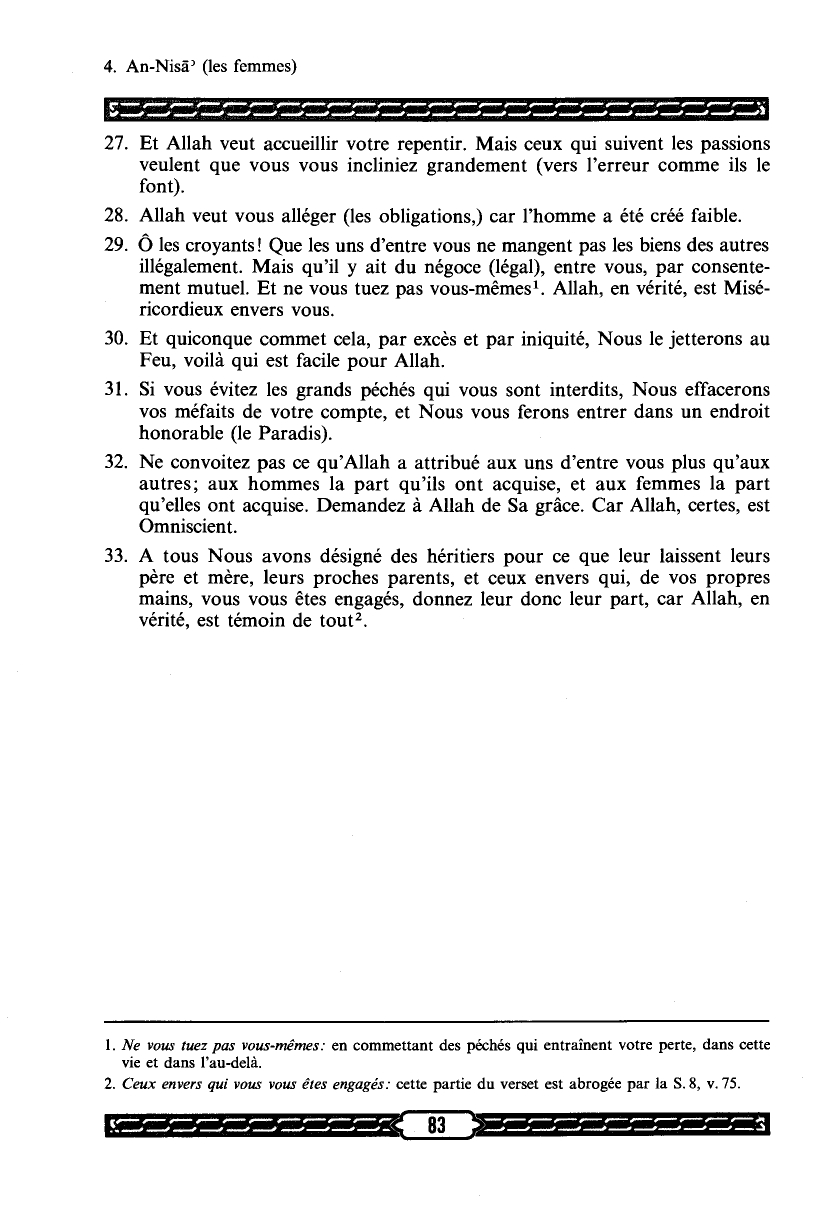 4. An-Nisāʾ (les femmes)
27. Et Allah veut accueillir votre repentir. Mais ceux qui suivent les passions
veulent que vous vous incliniez grandement (vers l'erreur comme ils le
font).
28. Allah veut vous alléger (les obligations,) car l'homme a été créé faible.
29. Ô les croyants! Que les uns d'entre vous ne mangent pas les biens des autres
illégalement. Mais qu'il y ait du négoce (légal), entre vous, par consente-
ment mutuel. Et ne vous tuez pas vous-mêmes¹. Allah, en vérité, est Misé-
ricordieux envers vous.
30. Et quiconque commet cela, par excès et par iniquité, Nous le jetterons au
Feu, voilà qui est facile pour Allah.
31. Si vous évitez les grands péchés qui vous sont interdits, Nous effacerons
vos méfaits de votre compte, et Nous vous ferons entrer dans un endroit
honorable (le Paradis).
32. Ne convoitez pas ce qu'Allah a attribué aux uns d'entre vous plus qu'aux
autres; aux hommes la part qu'ils ont acquise, et aux femmes la part
qu'elles ont acquise. Demandez à Allah de Sa grâce. Car Allah, certes, est
Omniscient.
33. A tous Nous avons désigné des héritiers pour ce que leur laissent leurs
père et mère, leurs proches parents, et ceux envers qui, de vos propres
mains, vous vous êtes engagés, donnez leur donc leur part, car Allah, en
vérité, est témoin de tout².
1. Ne vous tuez pas vous-mêmes: en commettant des péchés qui entraînent votre perte, dans cette
vie et dans l'au-delà.
2. Ceux envers qui vous vous êtes engagés: cette partie du verset est abrogée par la S. 8, v. 75.
83